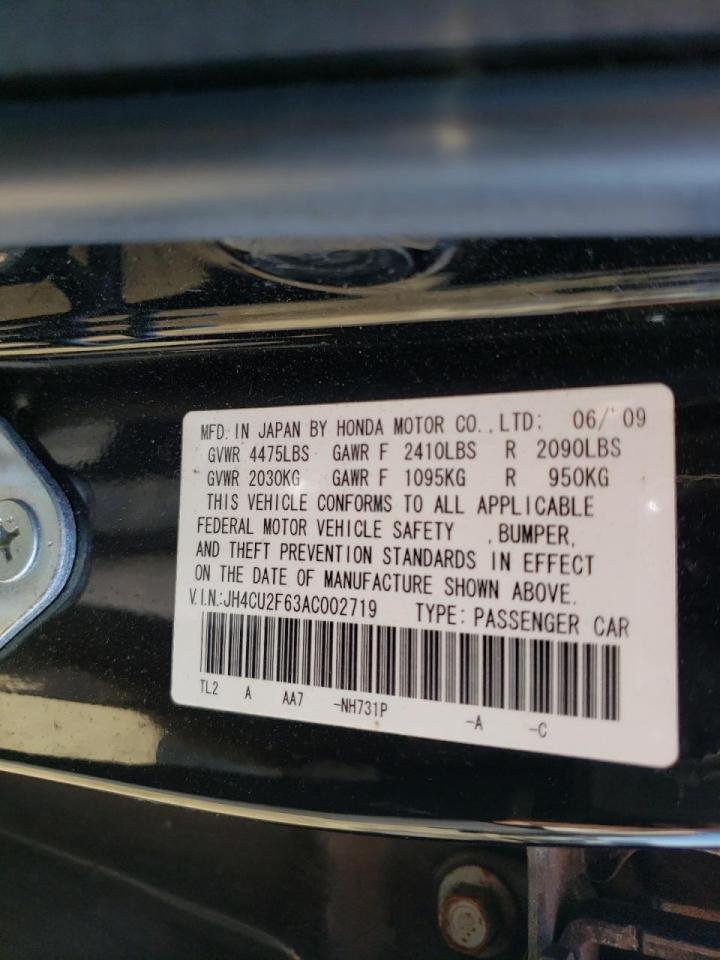 MFD. IN JAPAN BY HONDA MOTOR CO., LTD: 06/'09
GVWR 4475LBS GAWR F 2410LBS R 2090LBS
GVWR 2030KG GAWR F 1095KG R 950KG
THIS VEHICLE CONFORMS TO ALL APPLICABLE
FEDERAL MOTOR VEHICLE SAFETY , BUMPER,
AND THEFT PREVENTION STANDARDS IN EFFECT
ON THE DATE OF MANUFACTURE SHOWN ABOVE.
V.I.N.:JH4CU2F63AC002719 TYPE: PASSENGER CAR
TL2 A AA7 -NH731P -A -C